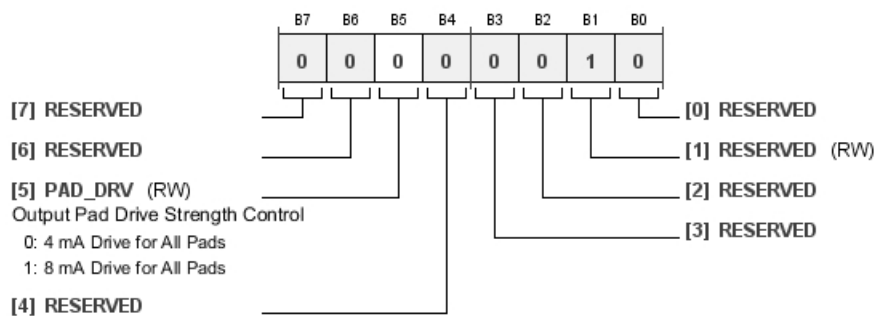 B7 B6 B5 B4 B3 B2 B1 B0
0 0 0 0 0 0 1 0
[7] RESERVED
[0] RESERVED
[6] RESERVED
[1] RESERVED (RW)
[5] PAD_DRV (RW)
[2] RESERVED
Output Pad Drive Strength Control
[3] RESERVED
0: 4 mA Drive for All Pads
1: 8 mA Drive for All Pads
[4] RESERVED